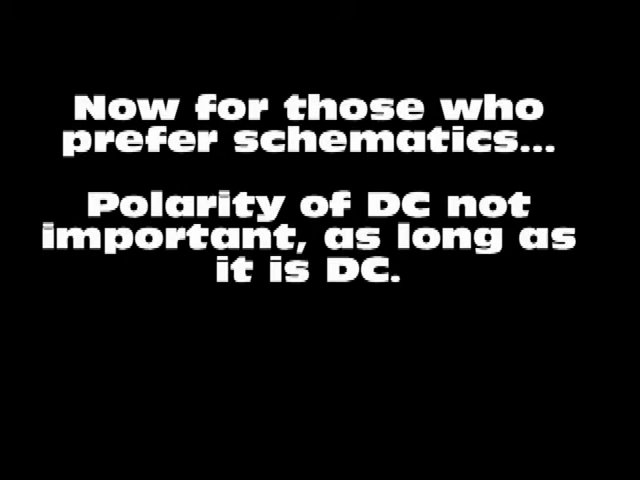 Now for those who
prefer schematics...
Polarity of DC not
important, as long as
it is DC.